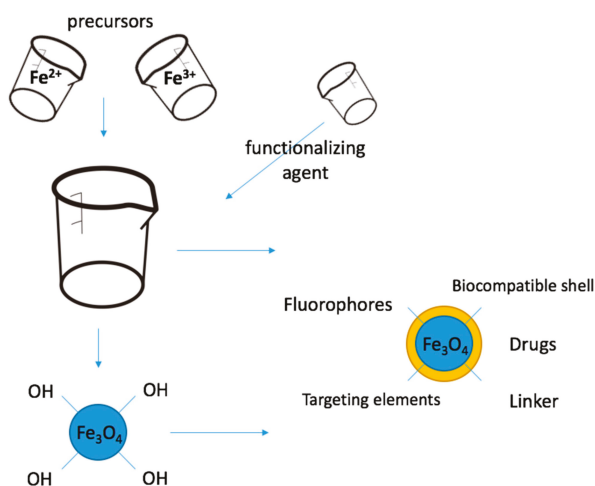 precursors
Fe²⁺
Fe³⁺
functionalizing
agent
Biocompatible shell
Fluorophores
Fe₃O₄
Drugs
Targeting elements
Linker
OH
OH
Fe₃O₄
OH
OH